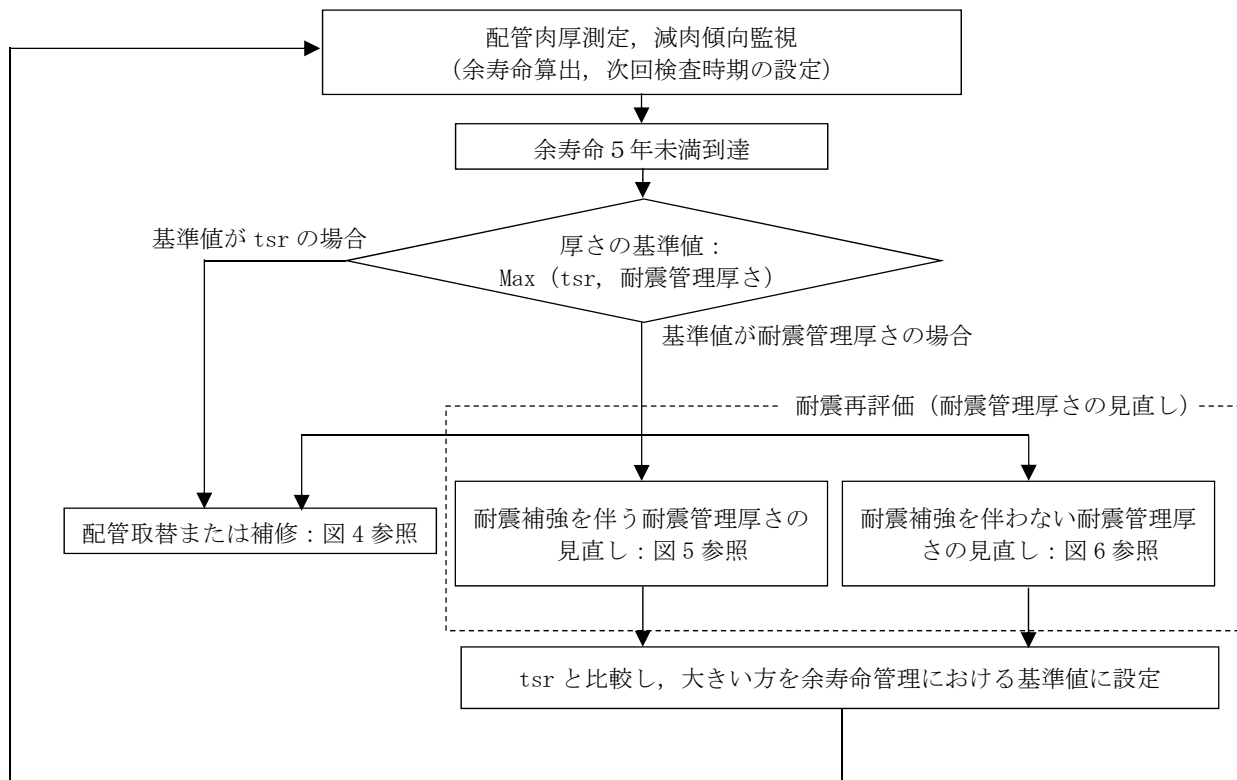 配管肉厚測定，減肉傾向監視
（余寿命算出，次回検査時期の設定）
余寿命５年未満到達
基準値が tsr の場合
厚さの基準値：
Max（tsr，耐震管理厚さ）
基準値が耐震管理厚さの場合
耐震再評価（耐震管理厚さの見直し）
配管取替または補修：図４参照
耐震補強を伴う耐震管理厚さの
見直し：図５参照
耐震補強を伴わない耐震管理厚
さの見直し：図６参照
tsr と比較し，大きい方を余寿命管理における基準値に設定